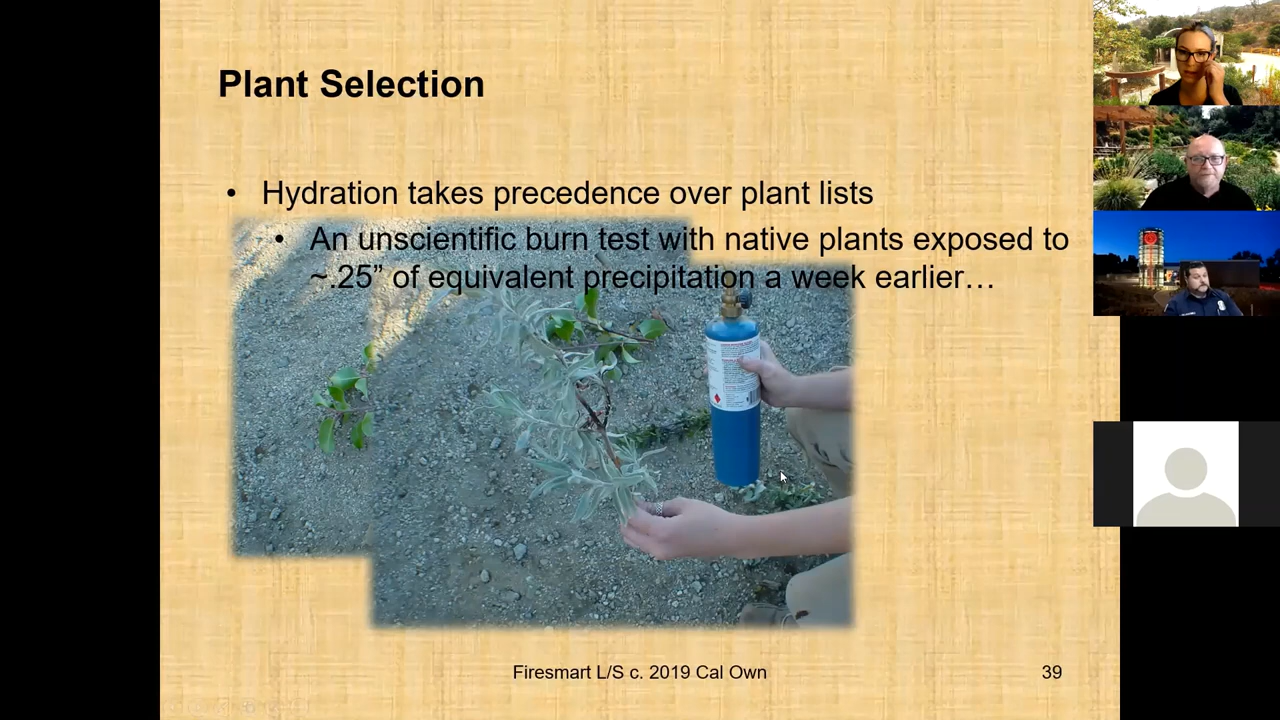 Plant Selection
• Hydration takes precedence over plant lists
• An unscientific burn test with native plants exposed to
~.25” of equivalent precipitation a week earlier…
Firesmart L/S c. 2019 Cal Own
39